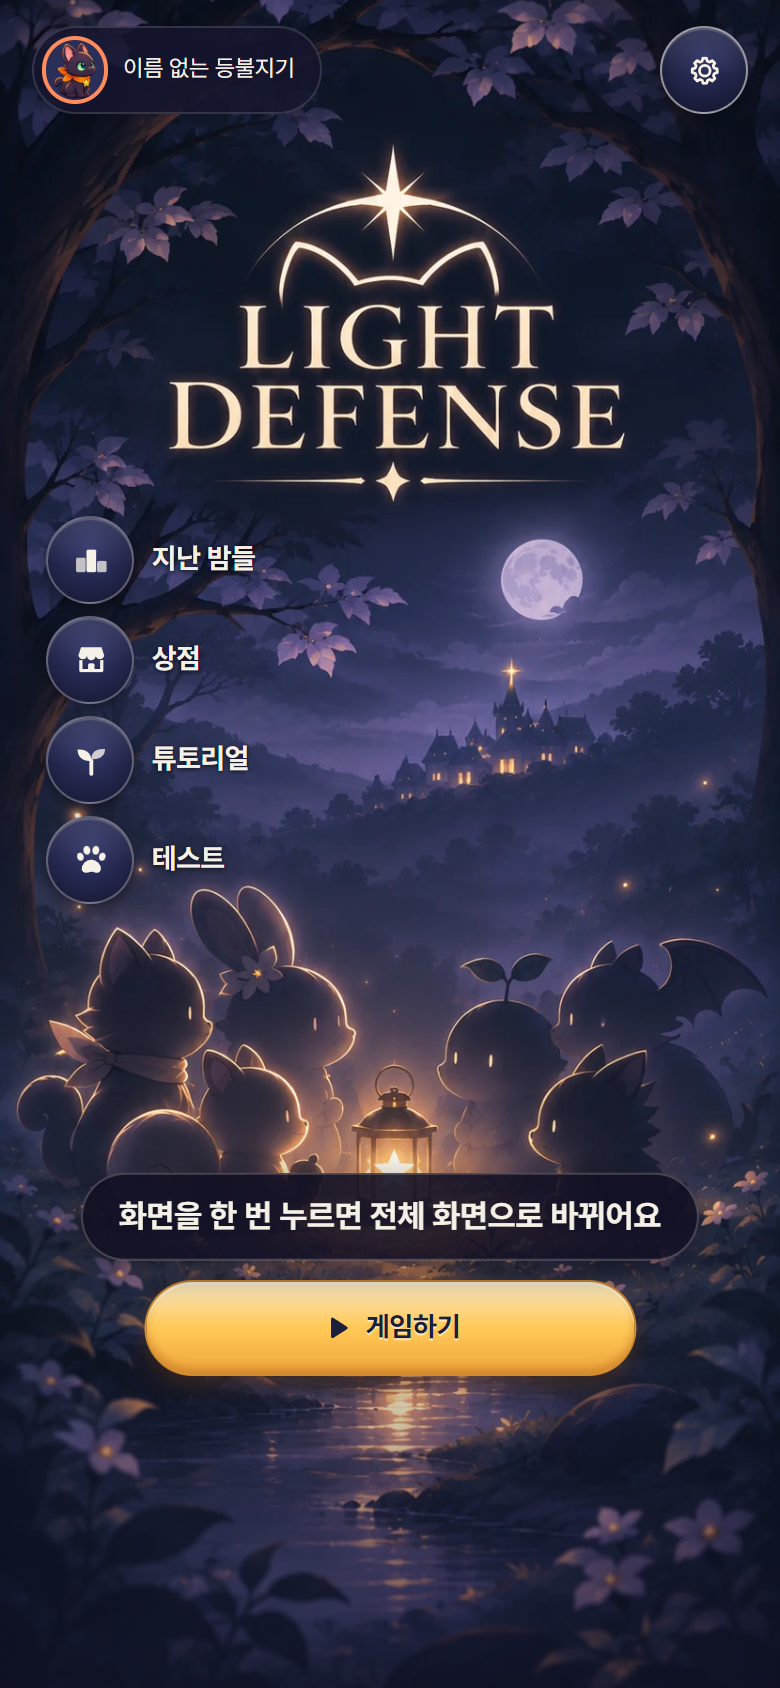 이름 없는 등불지기
LIGHT
DEFENSE
지난 밤들
상점
튜토리얼
테스트
화면을 한 번 누르면 전체 화면으로 바뀌어요
게임하기